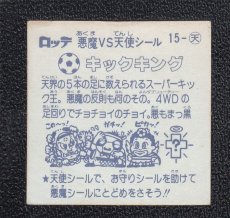 ロッテ 悪魔VS天使シール 15-天
キックキング
天界の5本の足に数えられるスーパーキッ
ク王。悪魔の反則も何のその。4WDの
足回りでチョチョイのチョイ。悪もまっ黒
★天使シールで、お守りシールを助けて
悪魔シールにとどめをさそう!!